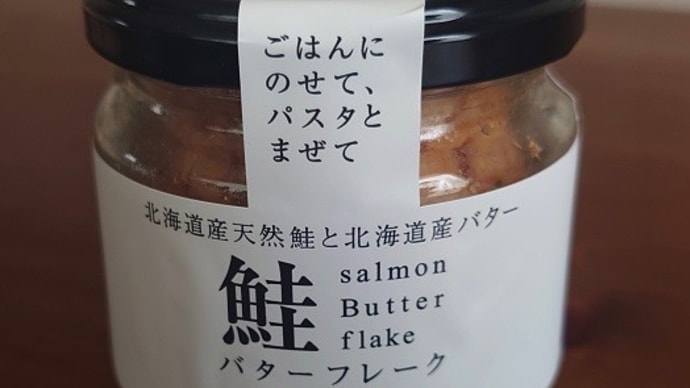 ごはんに
のせて、
パスタと
まぜて
北海道産天然鮭と北海道産バター
鮭
salmon
Butter
flake
バターフレーク